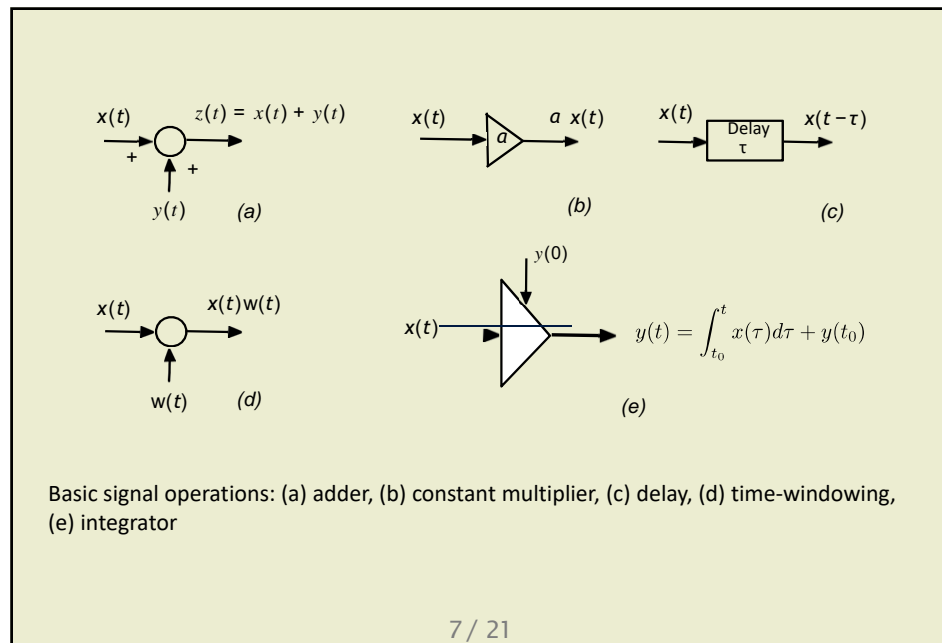 x(t)
z(t) = x(t) + y(t)
+
+
y(t)
(a)
x(t)
a
a x(t)
(b)
x(t)
Delay
τ
x(t−τ)
(c)
x(t)
x(t)w(t)
w(t)
(d)
y(0)
x(t)
y(t) = ∫_{t_0}^{t} x(τ)dτ + y(t_0)
(e)
Basic signal operations: (a) adder, (b) constant multiplier, (c) delay, (d) time-windowing,
(e) integrator
7 / 21